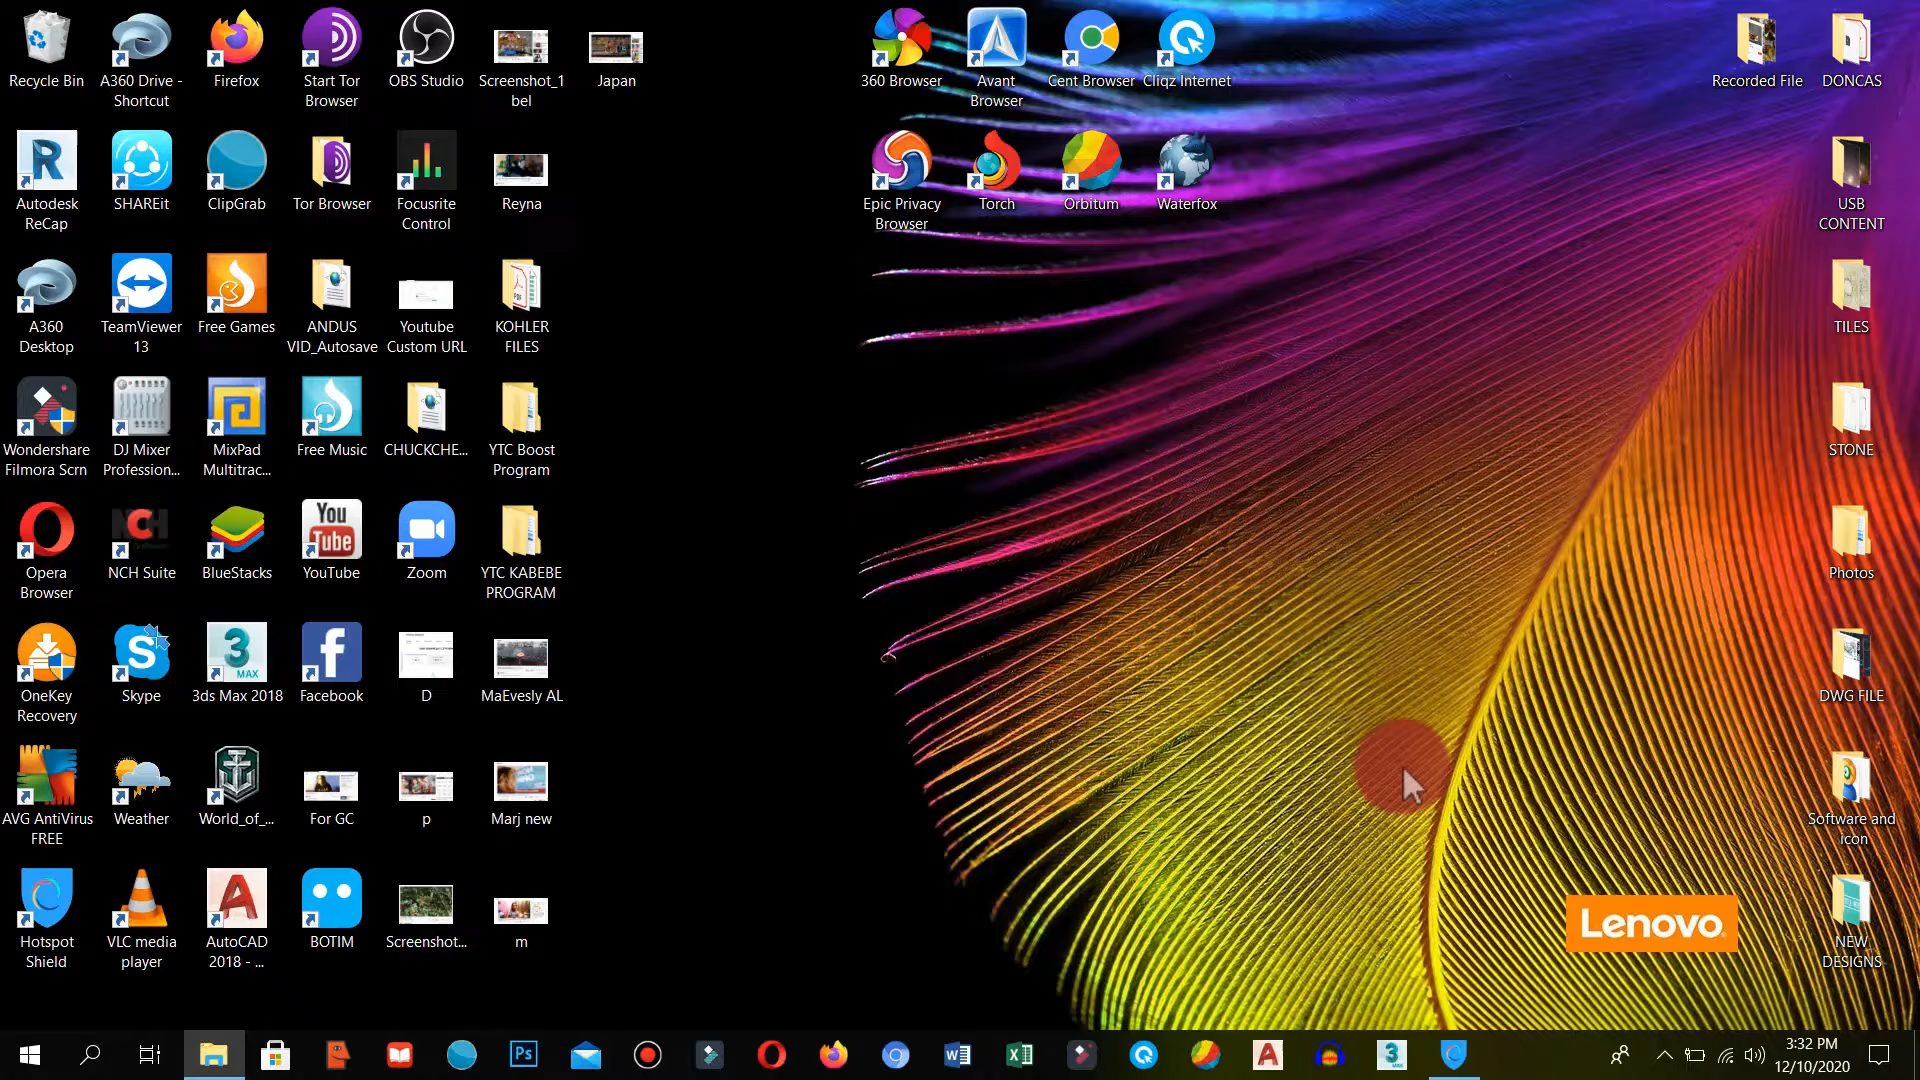 Recycle Bin
A360 Drive -
Shortcut
Firefox
Start Tor
Browser
OBS Studio
Screenshot_1
bel
Japan
360 Browser
Avant
Browser
Cent Browser
Cliqz Internet
Recorded File
DONCAS
Autodesk
ReCap
SHAREit
ClipGrab
Tor Browser
Focusrite
Control
Reyna
Epic Privacy
Browser
Torch
Orbitum
Waterfox
USB
CONTENT
A360
Desktop
TeamViewer
13
Free Games
ANDUS
VID_Autosave
Youtube
Custom URL
KOHLER
FILES
TILES
Wondershare
Filmora Scrn
DJ Mixer
Profession...
MixPad
Multitrac...
Free Music
CHUCKCHE...
YTC Boost
Program
STONE
Opera
Browser
NCH Suite
BlueStacks
You
Tube
YouTube
Zoom
YTC KABEBE
PROGRAM
Photos
OneKey
Recovery
Skype
3
MAX
3ds Max 2018
Facebook
D
MaEvesly AL
DWG FILE
AVG AntiVirus
FREE
Weather
World_of_...
For GC
p
Marj new
Software and
icon
Hotspot
Shield
VLC media
player
AutoCAD
2018 - ...
BOTIM
Screenshot...
m
Lenovo
NEW
DESIGNS
Ps
3:32 PM
12/10/2020